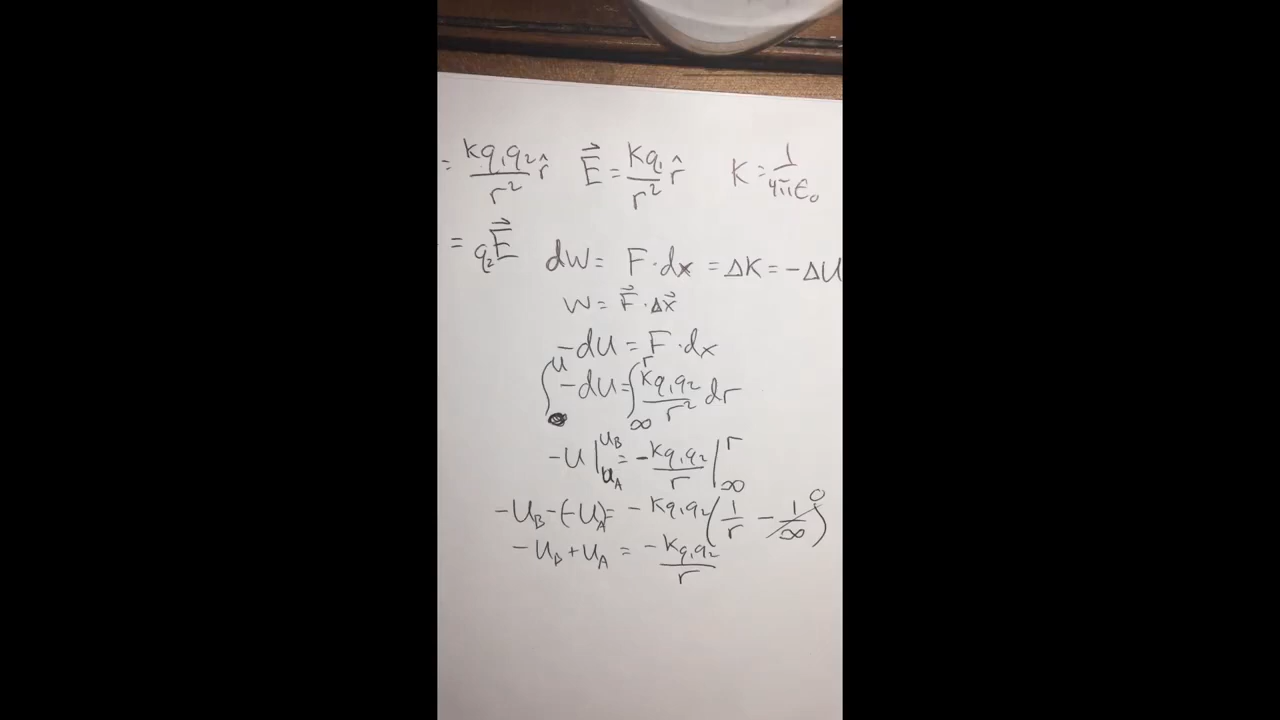 = kq₁q₂/r² r̂   E⃗ = kq₁/r² r̂   K = 1/4πϵ₀
= q₂E⃗   dW = F·dx = ΔK = -ΔU
W = F⃗·Δx⃗
-dU = F·dx
∫^U -dU = ∫_∞^r kq₁q₂/r² dr
-U |_{U_A}^{U_B} = -kq₁q₂/r |_∞^r
-U_B-(-U_A) = -kq₁q₂(1/r - 1/∞) 0
-U_B+U_A = -kq₁q₂/r